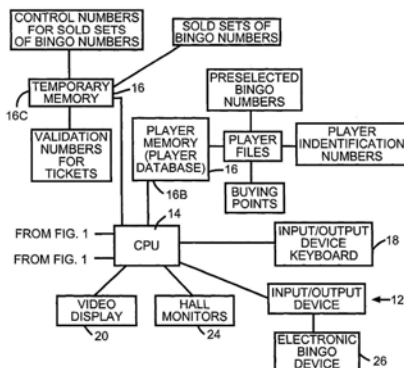 CONTROL NUMBERS
FOR SOLD SETS
OF BINGO NUMBERS
SOLD SETS OF
BINGO NUMBERS
TEMPORARY
MEMORY
16
16C
VALIDATION
NUMBERS
FOR
TICKETS
PRESELECTED
BINGO
NUMBERS
PLAYER
MEMORY
(PLAYER
DATABASE)
16
16B
PLAYER
FILES
PLAYER
INDENTIFICATION
NUMBERS
BUYING
POINTS
14
FROM FIG. 1
FROM FIG. 1
CPU
INPUT/OUTPUT
DEVICE
KEYBOARD
18
INPUT/OUTPUT
DEVICE
12
VIDEO
DISPLAY
20
HALL
MONITORS
24
ELECTRONIC
BINGO
DEVICE
26